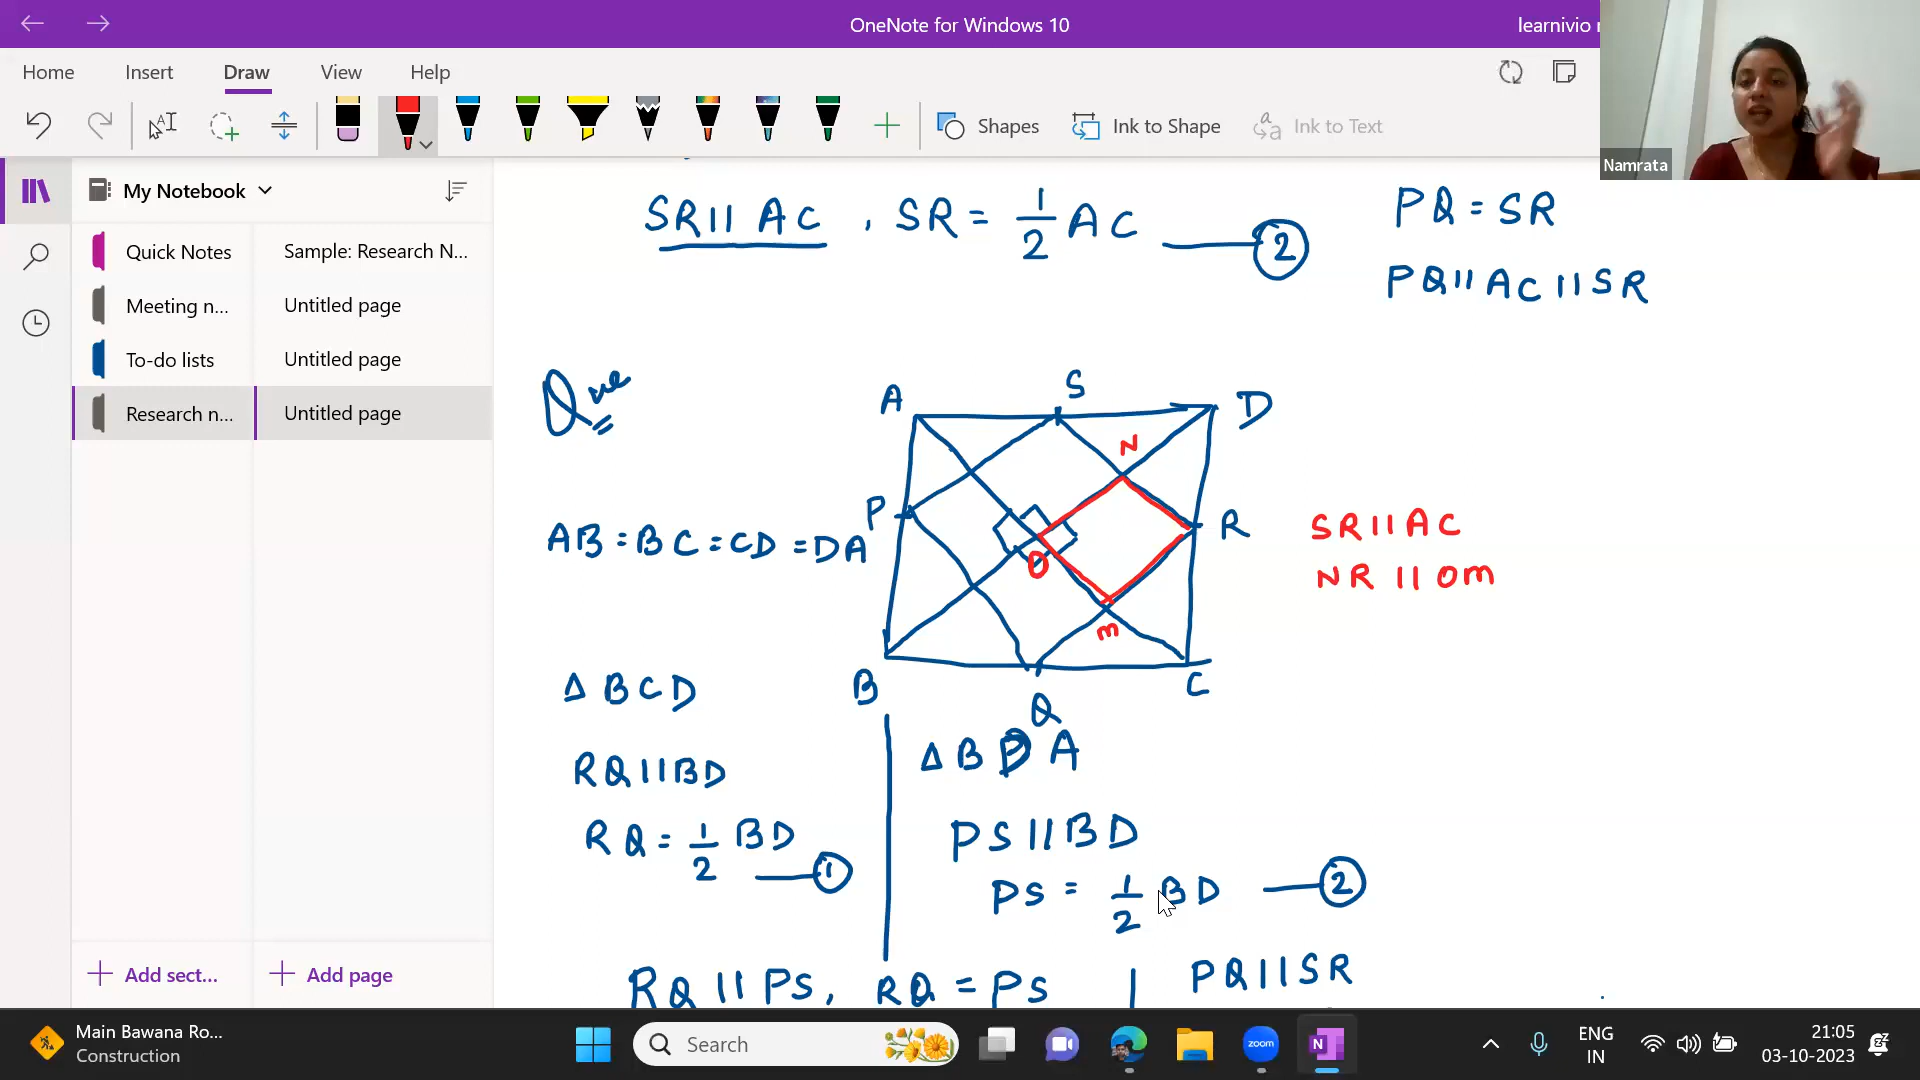 OneNote for Windows 10
learnivio
Home Insert Draw View Help
Shapes Ink to Shape Ink to Text
Namrata
My Notebook
Quick Notes
Meeting n...
To-do lists
Research n...
Sample: Research N...
Untitled page
Untitled page
Untitled page
Add sect...
Add page
SR || AC , SR = 1/2 AC —— ②
PQ = SR
PQ || AC || SR
Que
A S D
N
P
AB = BC = CD = DA
O
R
M
B Q C
SR || AC
NR || OM
Δ BCD
RQ || BD
RQ = 1/2 BD —— ①
Δ BDA
PS || BD
PS = 1/2 BD —— ②
RQ || PS, RQ = PS | PQ || SR
Main Bawana Ro...
Construction
Search
zoom
N
ENG
IN
21:05
03-10-2023